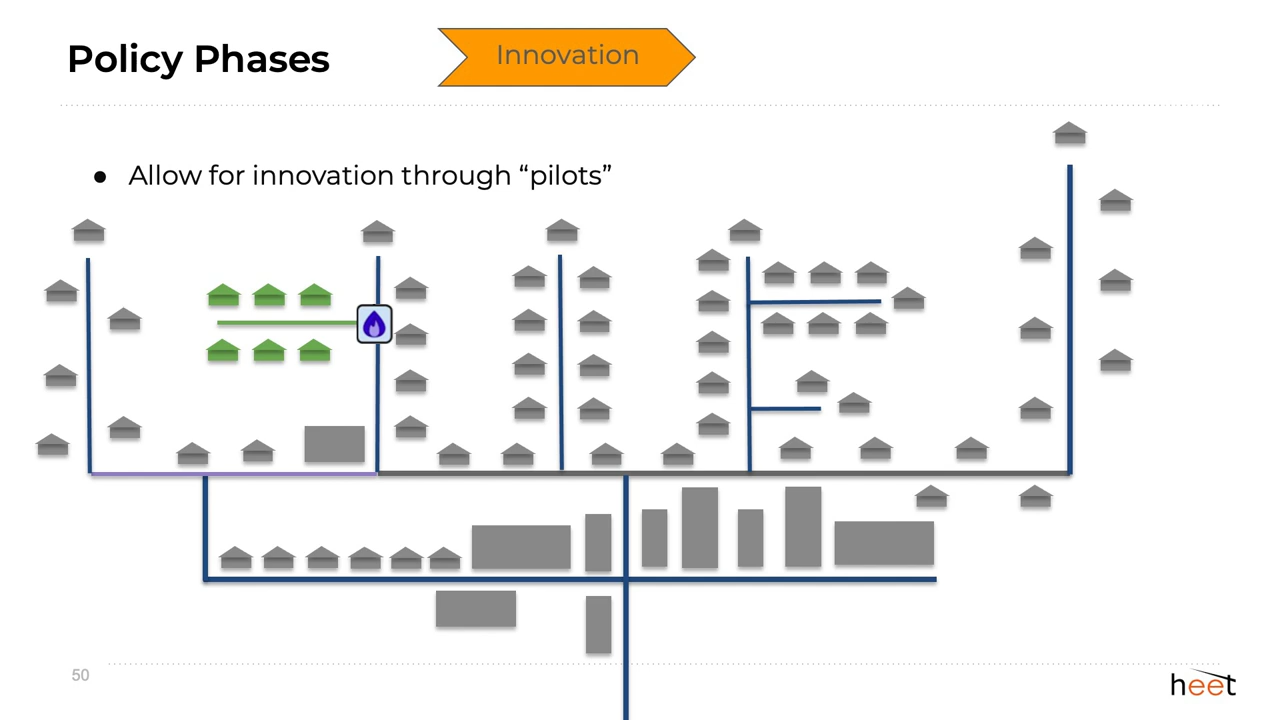 Policy Phases
Innovation
● Allow for innovation through “pilots”
50
heet